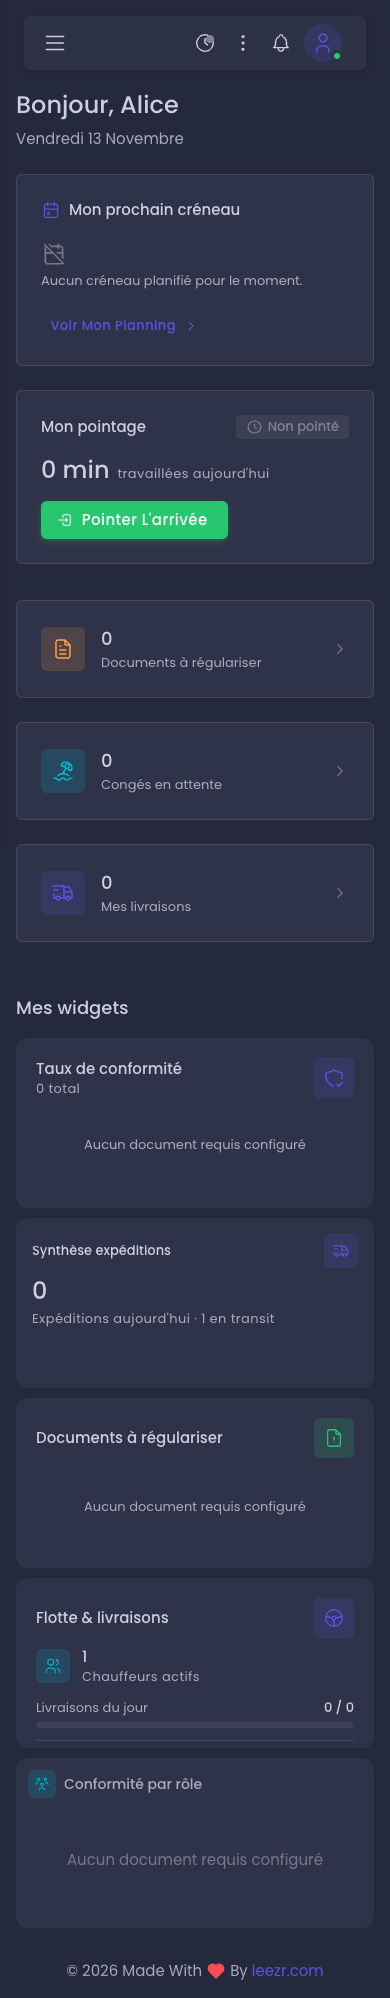 Bonjour, Alice
Vendredi 13 Novembre
Mon prochain créneau
Aucun créneau planifié pour le moment.
Voir Mon Planning
Mon pointage
Non pointé
0 min travaillées aujourd'hui
Pointer L'arrivée
0
Documents à régulariser
0
Congés en attente
0
Mes livraisons
Mes widgets
Taux de conformité
0 total
Aucun document requis configuré
Synthèse expéditions
0
Expéditions aujourd'hui · 1 en transit
Documents à régulariser
Aucun document requis configuré
Flotte & livraisons
1
Chauffeurs actifs
Livraisons du jour 0 / 0
Conformité par rôle
Aucun document requis configuré
© 2026 Made With ❤ By leezr.com